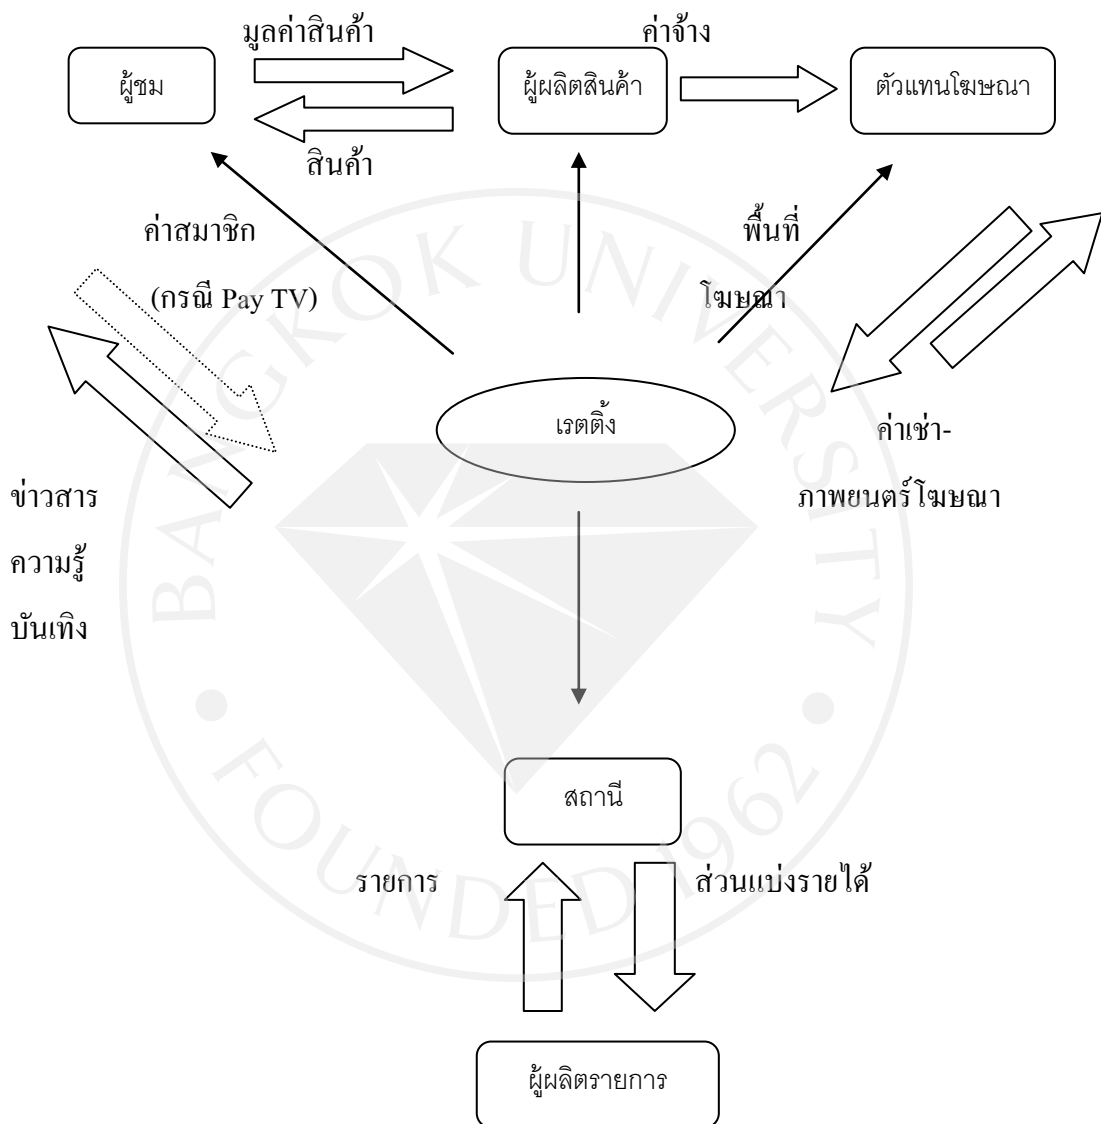 มูลค่าสินค้า
ค่าจ้าง
ผู้ชม
ผู้ผลิตสินค้า
ตัวแทนโฆษณา
สินค้า
ค่าสมาชิก
(กรณี Pay TV)
พื้นที่
โฆษณา
เรตติ้ง
ค่าเช่า-
ภาพยนตร์โฆษณา
ข่าวสาร
ความรู้
บันเทิง
สถานี
รายการ
ส่วนแบ่งรายได้
ผู้ผลิตรายการ
BANGKOK UNIVERSITY
FOUNDED 1962